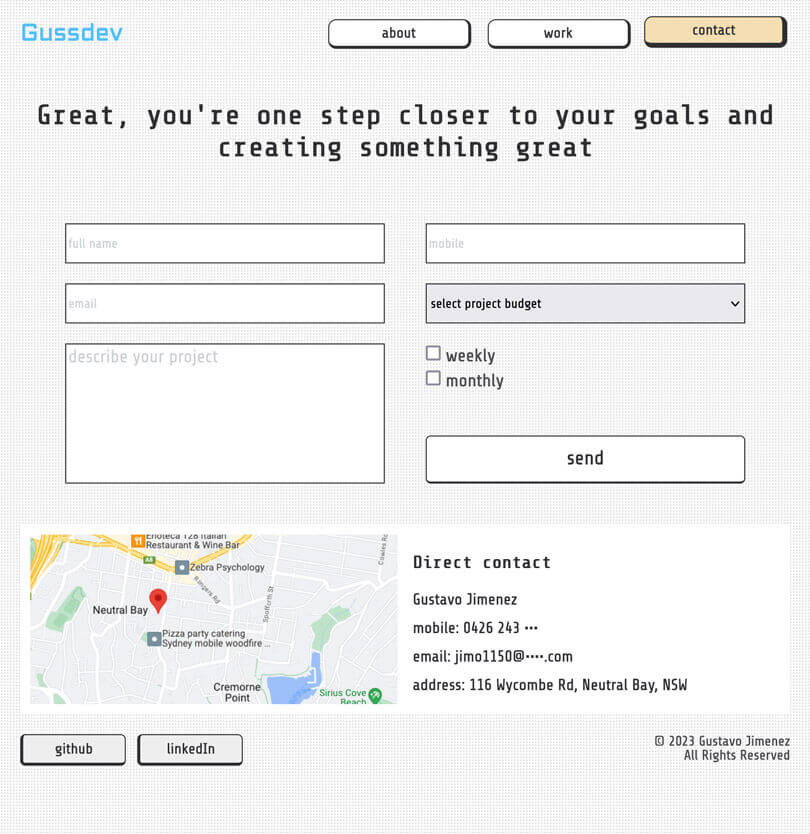 Gussdev
about
work
contact
Great, you're one step closer to your goals and
creating something great
full name
mobile
email
select project budget
describe your project
weekly
monthly
send
Enoteca 128 Italian
Restaurant & Wine Bar
A8
Zebra Psychology
Cowles Rd
Rangers Rd
Spofforth St
Neutral Bay
Pizza party catering
Sydney mobile woodfire ...
Cremorne
Point
Sirius Cove
Beach
Direct contact
Gustavo Jimenez
mobile: 0426 243 •••
email: jimo1150@••••.com
address: 116 Wycombe Rd, Neutral Bay, NSW
github
linkedIn
© 2023 Gustavo Jimenez
All Rights Reserved